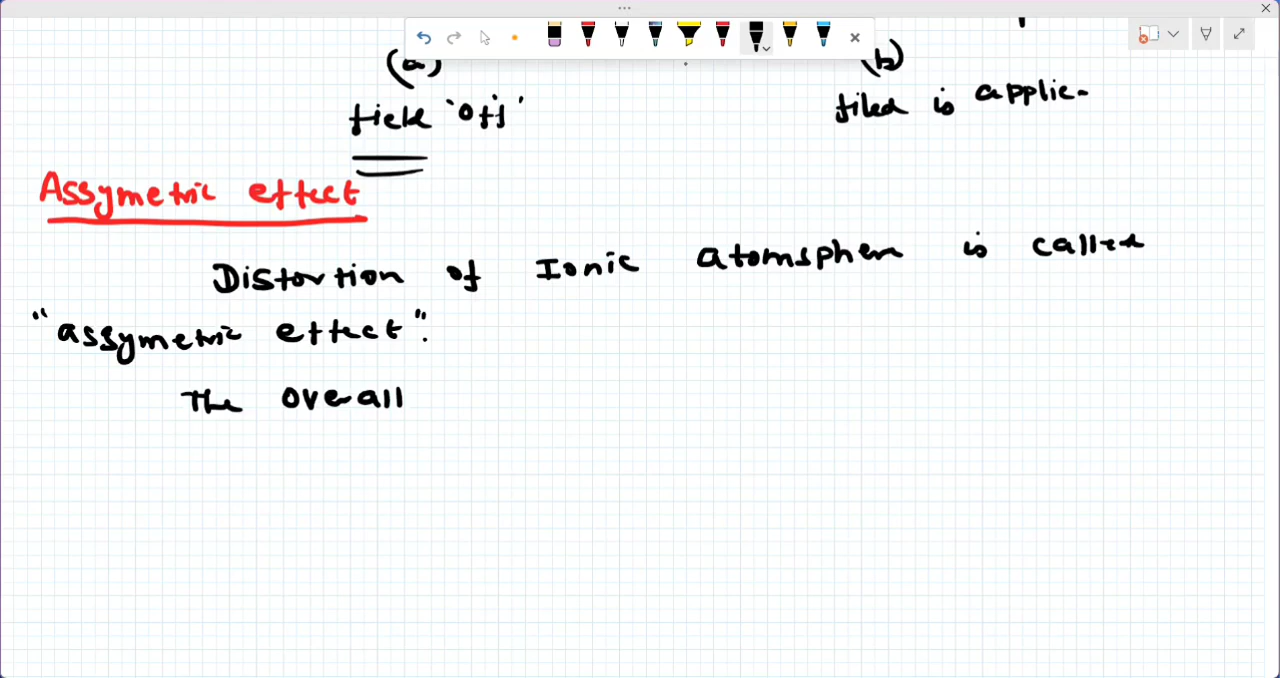 (a) (b)
field 'off' filed is applie-
Assymetric effect
Distortion of Ionic atomsphere is called
"assymetric effect".
The overall